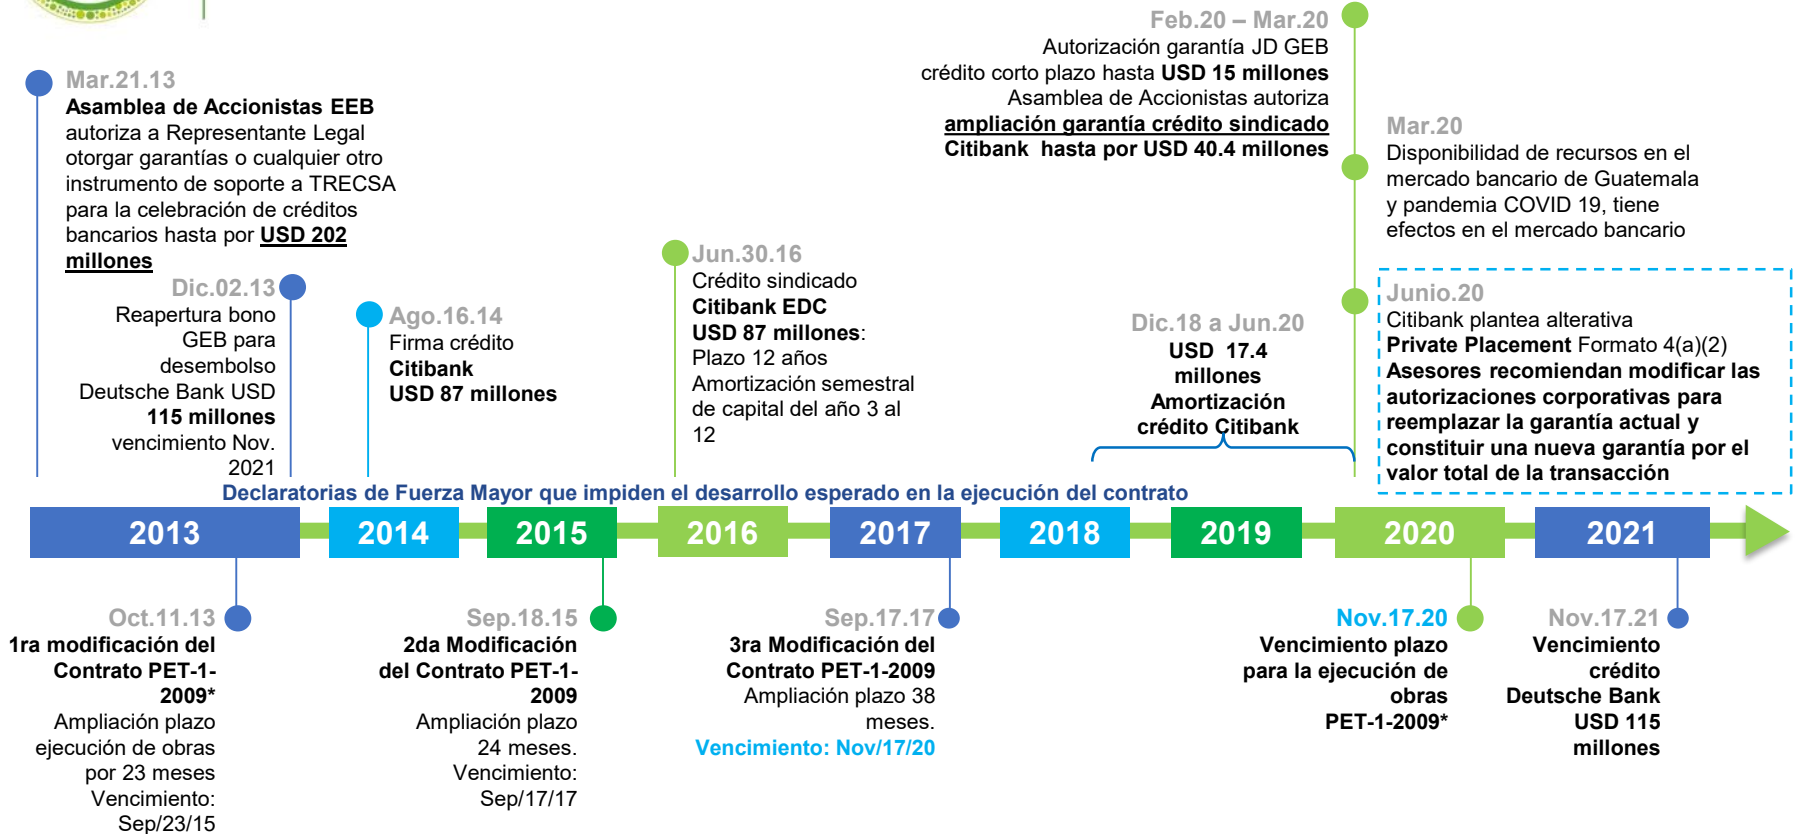 Mar.21.13
Asamblea de Accionistas EEB
autoriza a Representante Legal
otorgar garantías o cualquier otro
instrumento de soporte a TRECSA
para la celebración de créditos
bancarios hasta por USD 202
millones
Dic.02.13
Reapertura bono
GEB para
desembolso
Deutsche Bank USD
115 millones
vencimiento Nov.
2021
Ago.16.14
Firma crédito
Citibank
USD 87 millones
Jun.30.16
Crédito sindicado
Citibank EDC
USD 87 millones:
Plazo 12 años
Amortización semestral
de capital del año 3 al
12
Dic.18 a Jun.20
USD 17.4
millones
Amortización
crédito Citibank
Feb.20 – Mar.20
Autorización garantía JD GEB
crédito corto plazo hasta USD 15 millones
Asamblea de Accionistas autoriza
ampliación garantía crédito sindicado
Citibank hasta por USD 40.4 millones
Mar.20
Disponibilidad de recursos en el
mercado bancario de Guatemala
y pandemia COVID 19, tiene
efectos en el mercado bancario
Junio.20
Citibank plantea alterativa
Private Placement Formato 4(a)(2)
Asesores recomiendan modificar las
autorizaciones corporativas para
reemplazar la garantía actual y
constituir una nueva garantía por el
valor total de la transacción
Declaratorias de Fuerza Mayor que impiden el desarrollo esperado en la ejecución del contrato
2013
2014
2015
2016
2017
2018
2019
2020
2021
Oct.11.13
1ra modificación del
Contrato PET-1-
2009*
Ampliación plazo
ejecución de obras
por 23 meses
Vencimiento:
Sep/23/15
Sep.18.15
2da Modificación
del Contrato PET-1-
2009
Ampliación plazo
24 meses.
Vencimiento:
Sep/17/17
Sep.17.17
3ra Modificación del
Contrato PET-1-2009
Ampliación plazo 38
meses.
Vencimiento: Nov/17/20
Nov.17.20
Vencimiento plazo
para la ejecución de
obras
PET-1-2009*
Nov.17.21
Vencimiento
crédito
Deutsche Bank
USD 115
millones